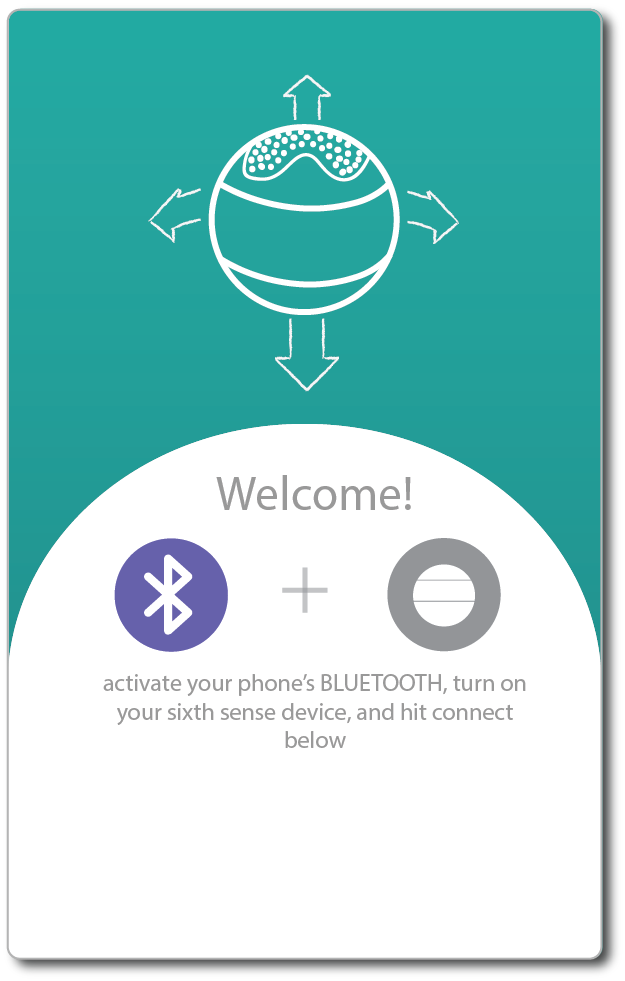 Welcome!
activate your phone’s BLUETOOTH, turn on
your sixth sense device, and hit connect
below